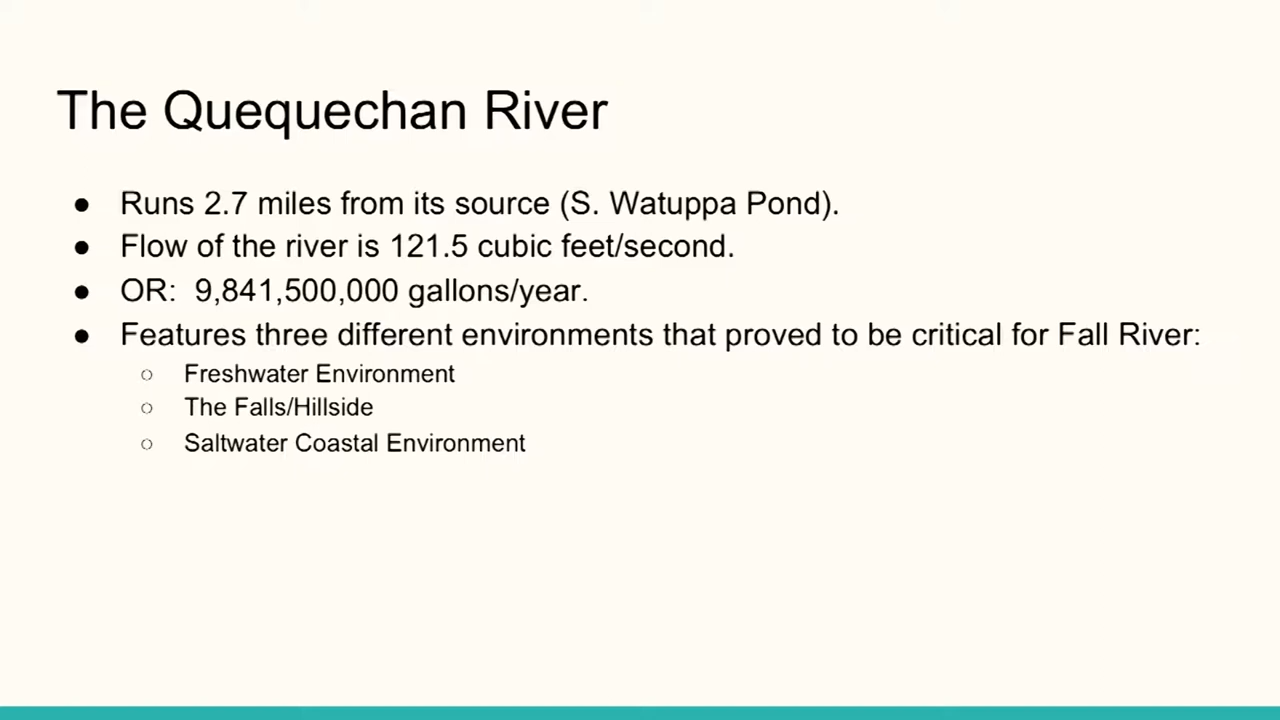 The Quequechan River
● Runs 2.7 miles from its source (S. Watuppa Pond).
● Flow of the river is 121.5 cubic feet/second.
● OR:  9,841,500,000 gallons/year.
● Features three different environments that proved to be critical for Fall River:
○ Freshwater Environment
○ The Falls/Hillside
○ Saltwater Coastal Environment